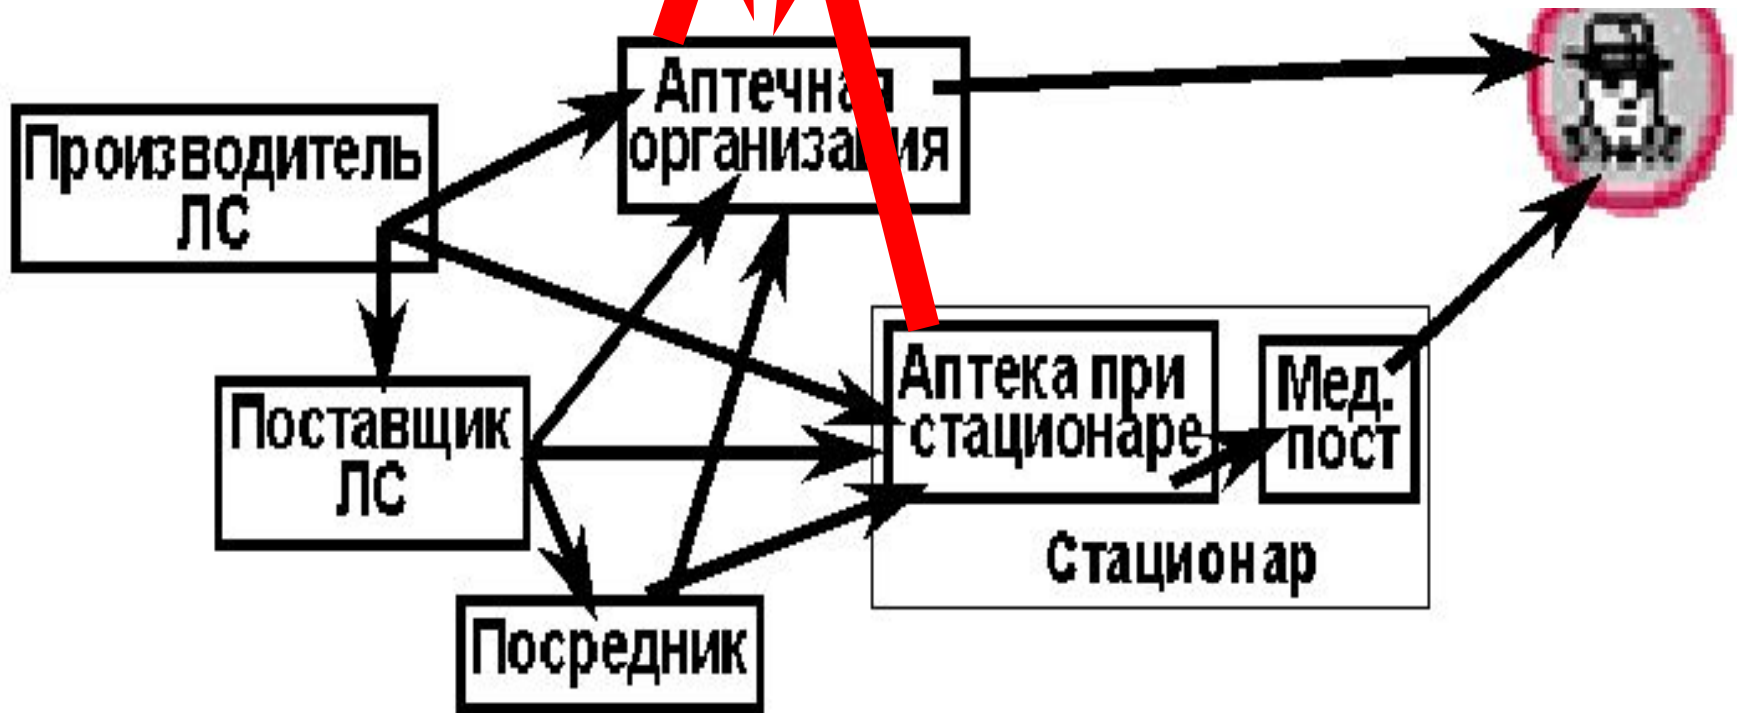 Аптечная
организация
Производитель
ЛС
Поставщик
ЛС
Аптека при
стационаре
Мед.
пост
Стационар
Посредник